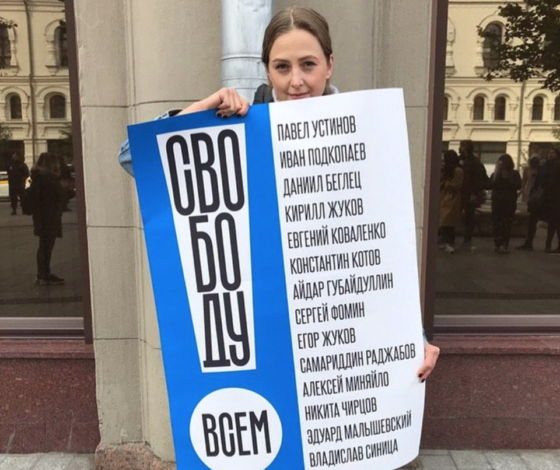 СВО
БО
ДУ
ВСЕМ
ПАВЕЛ УСТИНОВ
ИВАН ПОДКОПАЕВ
ДАНИИЛ БЕГЛЕЦ
КИРИЛЛ ЖУКОВ
ЕВГЕНИЙ КОВАЛЕНКО
КОНСТАНТИН КОТОВ
АЙДАР ГУБАЙДУЛЛИН
СЕРГЕЙ ФОМИН
ЕГОР ЖУКОВ
САМАРИДДИН РАДЖАБОВ
АЛЕКСЕЙ МИНЯЙЛО
НИКИТА ЧИРЦОВ
ЭДУАРД МАЛЫШЕВСКИЙ
ВЛАДИСЛАВ СИНИЦА